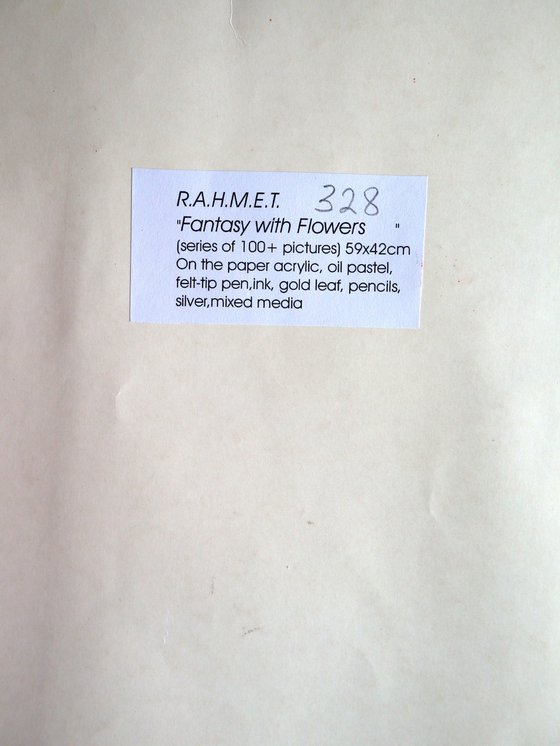 R.A.H.M.E.T. 328
"Fantasy with Flowers "
(series of 100+ pictures) 59x42cm
On the paper acrylic, oil pastel,
felt-tip pen,ink, gold leaf, pencils,
silver,mixed media